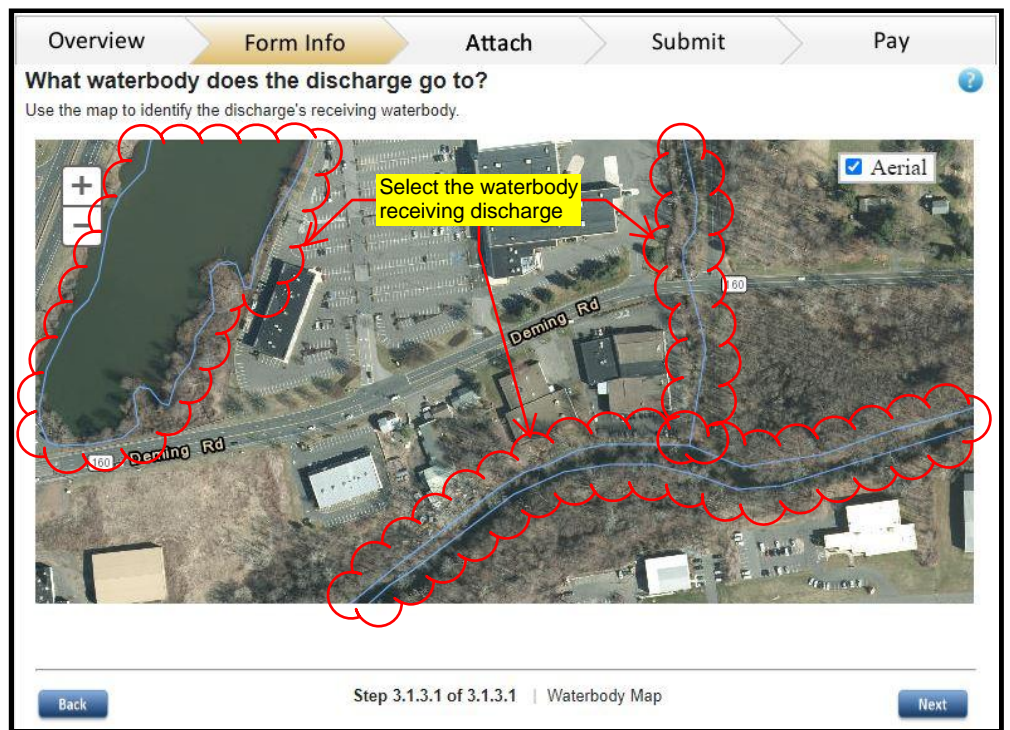 Overview Form Info Attach Submit Pay
What waterbody does the discharge go to?
?
Use the map to identify the discharge's receiving waterbody.
+
−
Aerial
Select the waterbody
receiving discharge
160
Deming Rd
160
Deming Rd
Back
Step 3.1.3.1 of 3.1.3.1 | Waterbody Map
Next